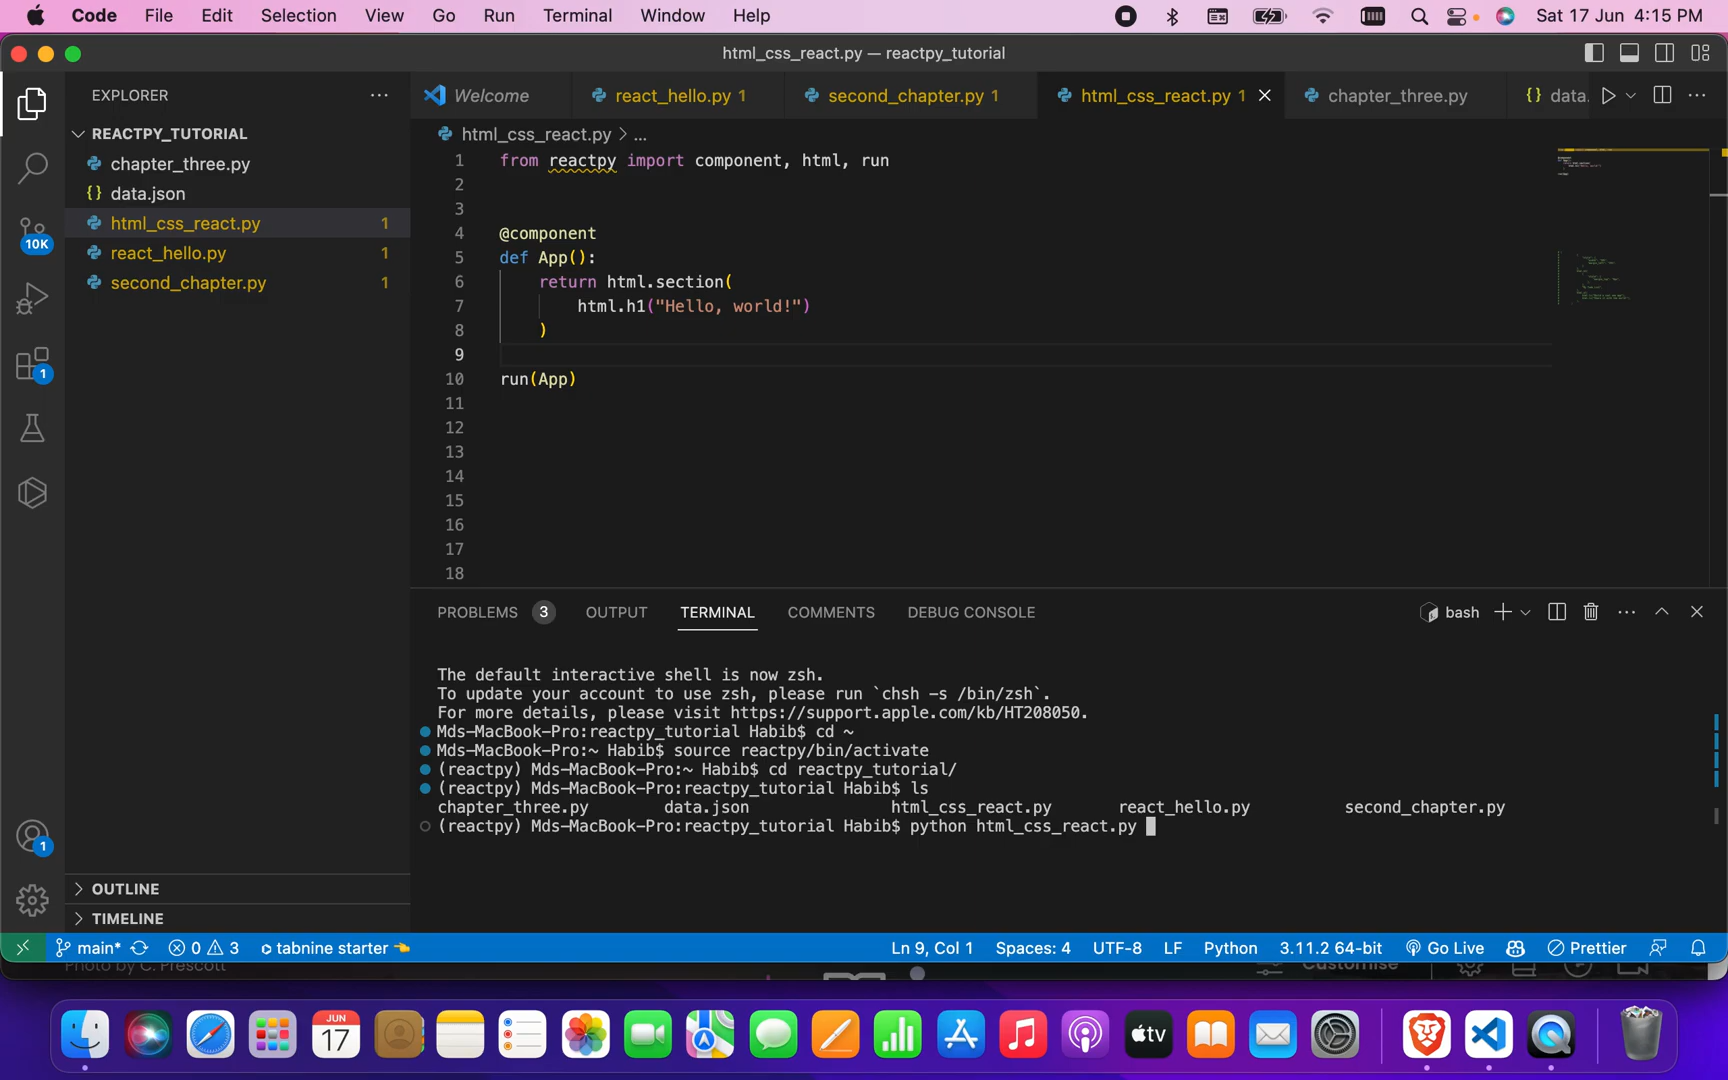 Code File Edit Selection View Go Run Terminal Window Help Sat 17 Jun 4:15 PM
html_css_react.py — reactpy_tutorial
EXPLORER
Welcome react_hello.py 1 second_chapter.py 1 html_css_react.py 1 chapter_three.py {} data.
REACTPY_TUTORIAL
chapter_three.py
{} data.json
html_css_react.py 1
react_hello.py 1
second_chapter.py 1
10K
1
1
OUTLINE
TIMELINE
html_css_react.py > ...
1 from reactpy import component, html, run
2
3
4 @component
5 def App():
6 return html.section(
7 html.h1("Hello, world!")
8 )
9
10 run(App)
11
12
13
14
15
16
17
18
PROBLEMS 3 OUTPUT TERMINAL COMMENTS DEBUG CONSOLE bash
The default interactive shell is now zsh.
To update your account to use zsh, please run `chsh -s /bin/zsh`.
For more details, please visit https://support.apple.com/kb/HT208050.
Mds-MacBook-Pro:reactpy_tutorial Habib$ cd ~
Mds-MacBook-Pro:~ Habib$ source reactpy/bin/activate
(reactpy) Mds-MacBook-Pro:~ Habib$ cd reactpy_tutorial/
(reactpy) Mds-MacBook-Pro:reactpy_tutorial Habib$ ls
chapter_three.py data.json html_css_react.py react_hello.py second_chapter.py
(reactpy) Mds-MacBook-Pro:reactpy_tutorial Habib$ python html_css_react.py
main* 0 3 tabnine starter Ln 9, Col 1 Spaces: 4 UTF-8 LF Python 3.11.2 64-bit Go Live Prettier
Photo by C. Prescott Customise
JUN
17
tv